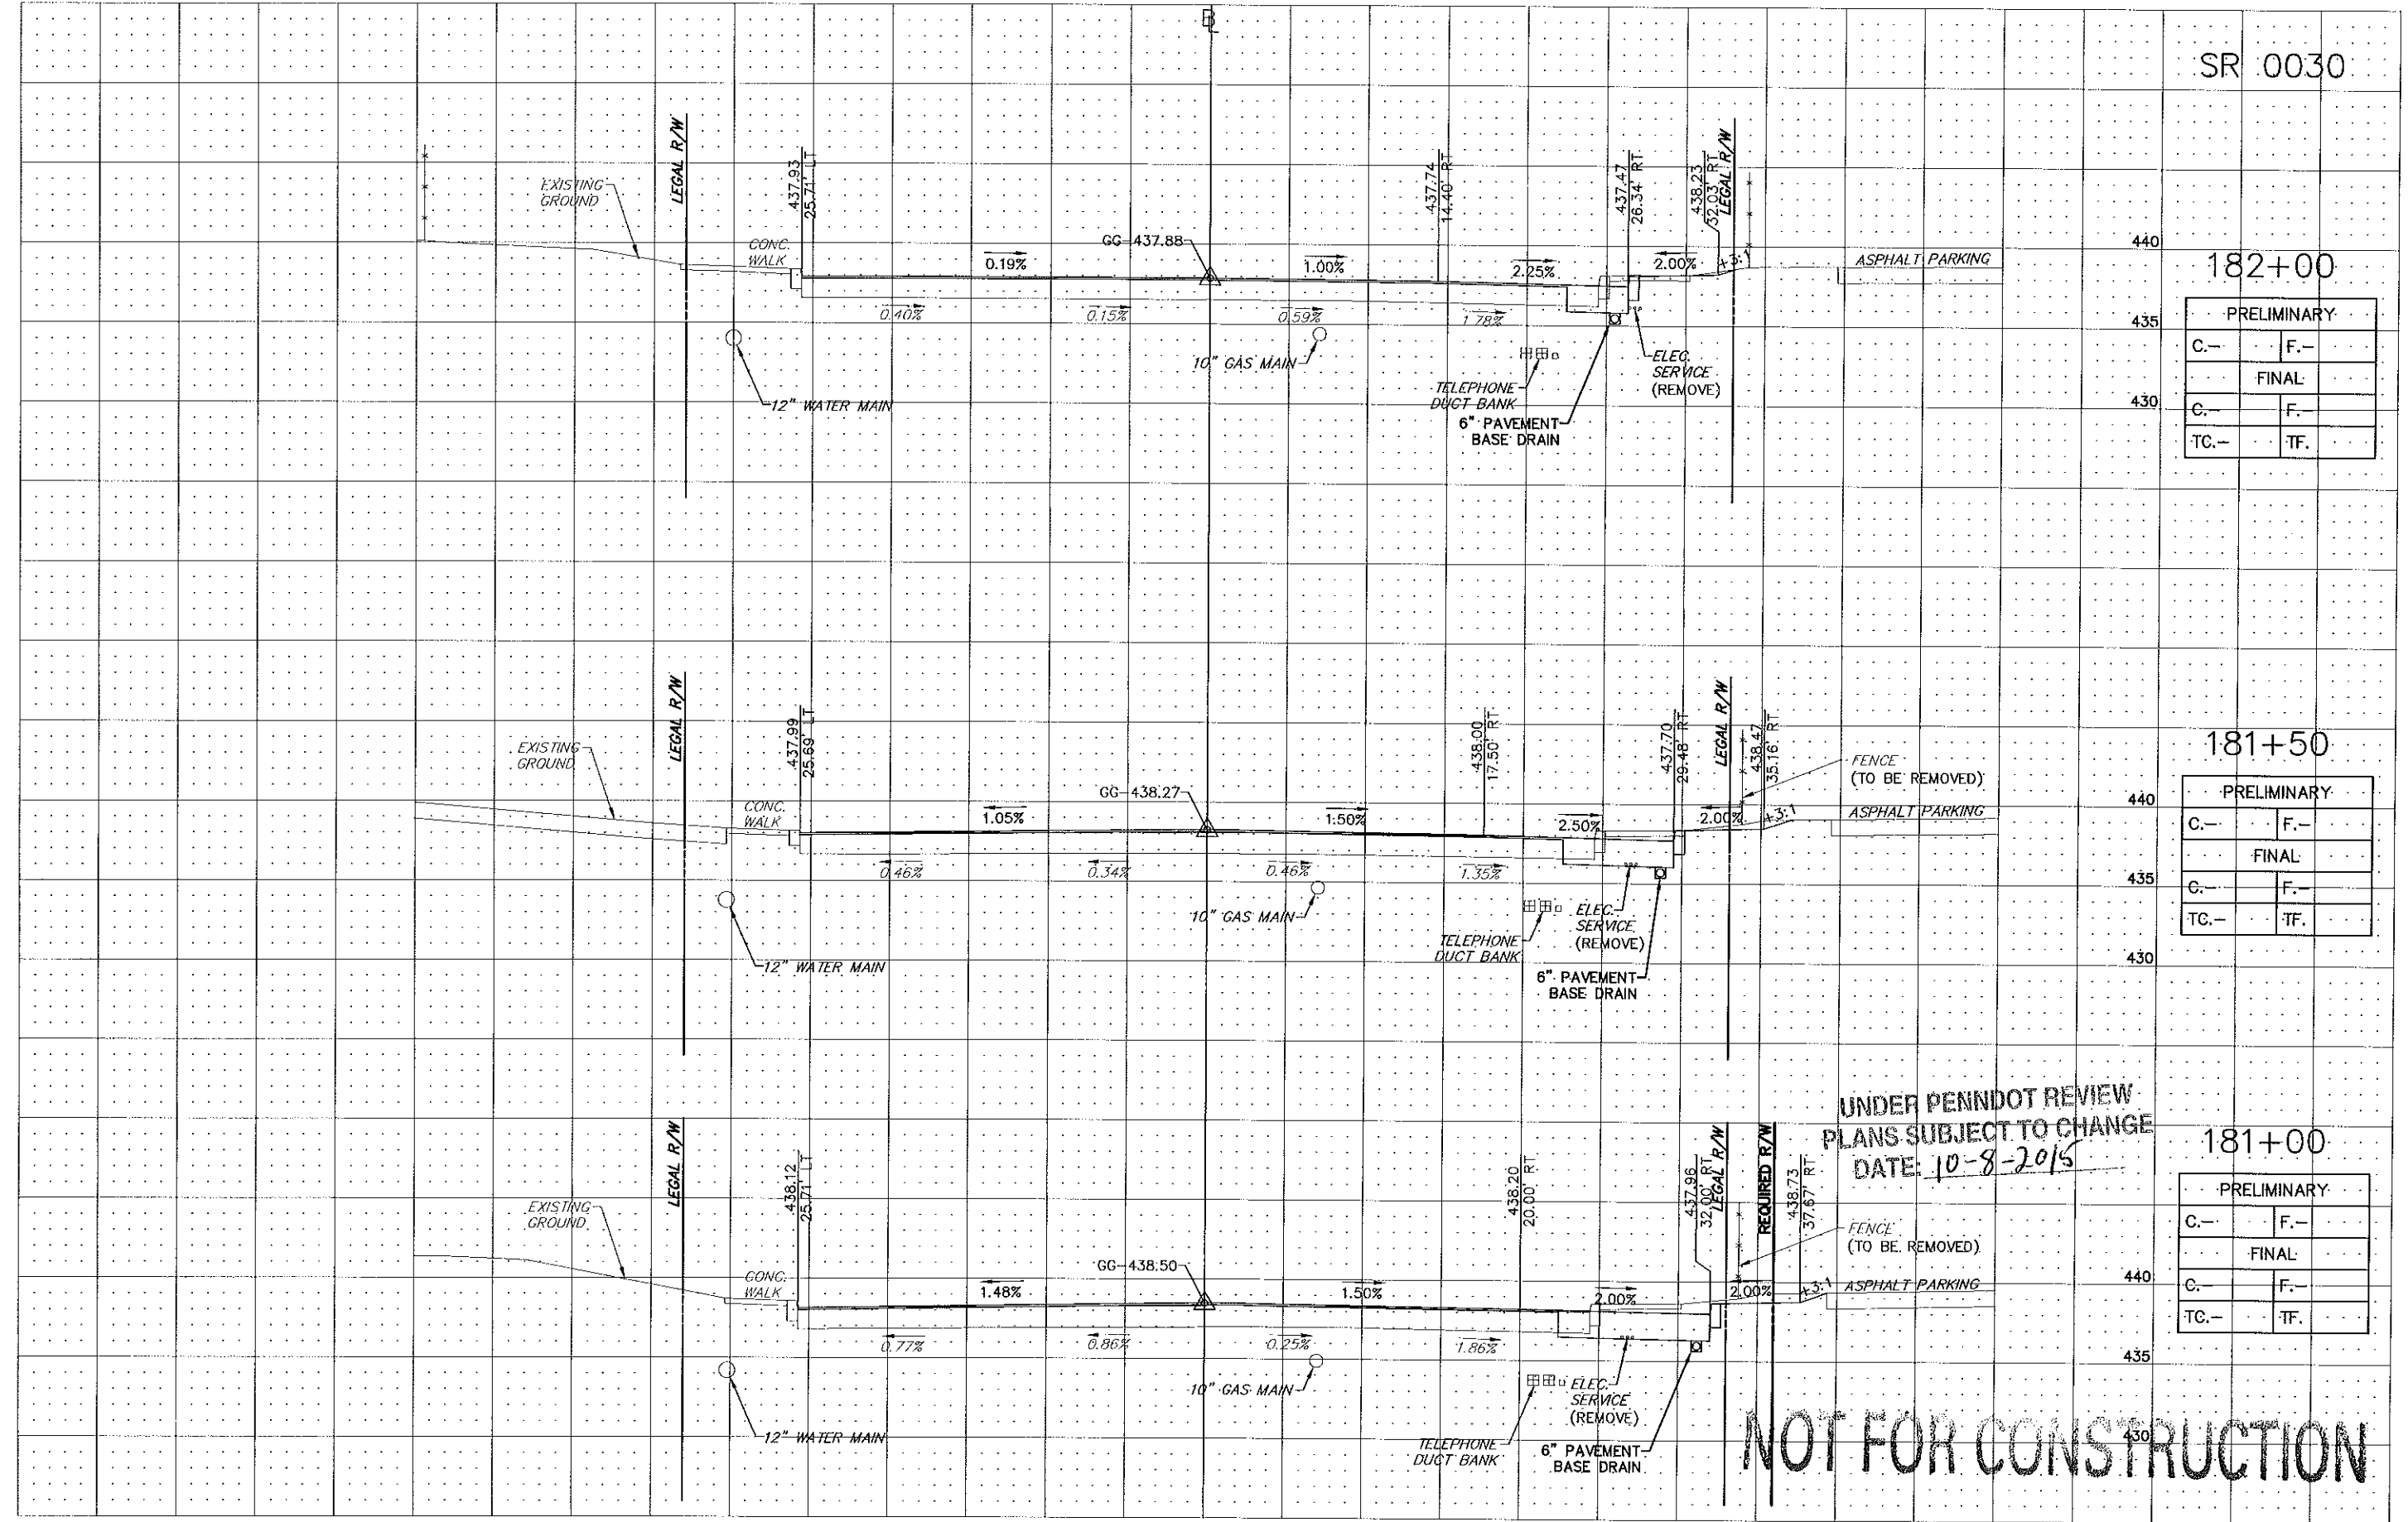 SR 0030
℄
LEGAL R/W
437.93
25.71' LT
437.74
14.40' RT
437.47
26.34' RT
438.23
32.03' RT
LEGAL R/W
EXISTING
GROUND
CONC.
WALK
0.19%
GG-437.88
1.00%
2.25%
2.00%
+3:1
ASPHALT PARKING
440
435
430
0.40%
0.15%
0.59%
1.78%
12" WATER MAIN
10" GAS MAIN
TELEPHONE
DUCT BANK
6" PAVEMENT
BASE DRAIN
ELEC.
SERVICE
(REMOVE)
182+00
PRELIMINARY
C.- F.-
FINAL
C.- F.-
TC.- TF.
LEGAL R/W
437.99
25.69' LT
438.00
17.50' RT
437.70
29.48' RT
LEGAL R/W
438.47
35.16' RT
EXISTING
GROUND
CONC.
WALK
1.05%
GG-438.27
1.50%
2.50%
2.00%
+3:1
FENCE
(TO BE REMOVED)
ASPHALT PARKING
440
435
430
0.46%
0.34%
0.46%
1.35%
12" WATER MAIN
10" GAS MAIN
TELEPHONE
DUCT BANK
ELEC.
SERVICE
(REMOVE)
6" PAVEMENT
BASE DRAIN
181+50
PRELIMINARY
C.- F.-
FINAL
C.- F.-
TC.- TF.
UNDER PENNDOT REVIEW
PLANS SUBJECT TO CHANGE
DATE: 10-8-2015
LEGAL R/W
438.12
25.71' LT
438.20
20.00' RT
437.96
32.00' RT
LEGAL R/W
REQUIRED R/W
438.73
37.67' RT
EXISTING
GROUND
CONC.
WALK
1.48%
GG-438.50
1.50%
2.00%
2.00%
+3:1
FENCE
(TO BE REMOVED)
ASPHALT PARKING
440
435
430
0.77%
0.86%
0.25%
1.86%
12" WATER MAIN
10" GAS MAIN
TELEPHONE
DUCT BANK
ELEC.
SERVICE
(REMOVE)
6" PAVEMENT
BASE DRAIN
181+00
PRELIMINARY
C.- F.-
FINAL
C.- F.-
TC.- TF.
NOT FOR CONSTRUCTION